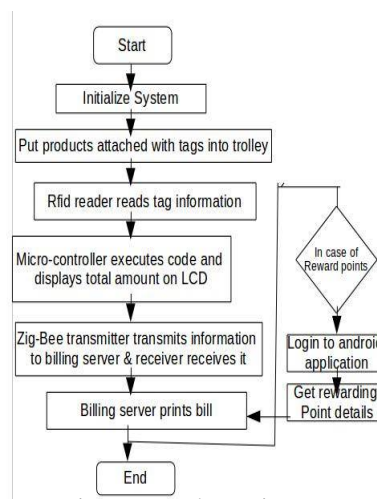 Start
Initialize System
Put products attached with tags into trolley
Rfid reader reads tag information
Micro-controller executes code and
displays total amount on LCD
Zig-Bee transmitter transmits information
to billing server & receiver receives it
Billing server prints bill
End
In case of
Reward points
Login to android
application
Get rewarding
Point details